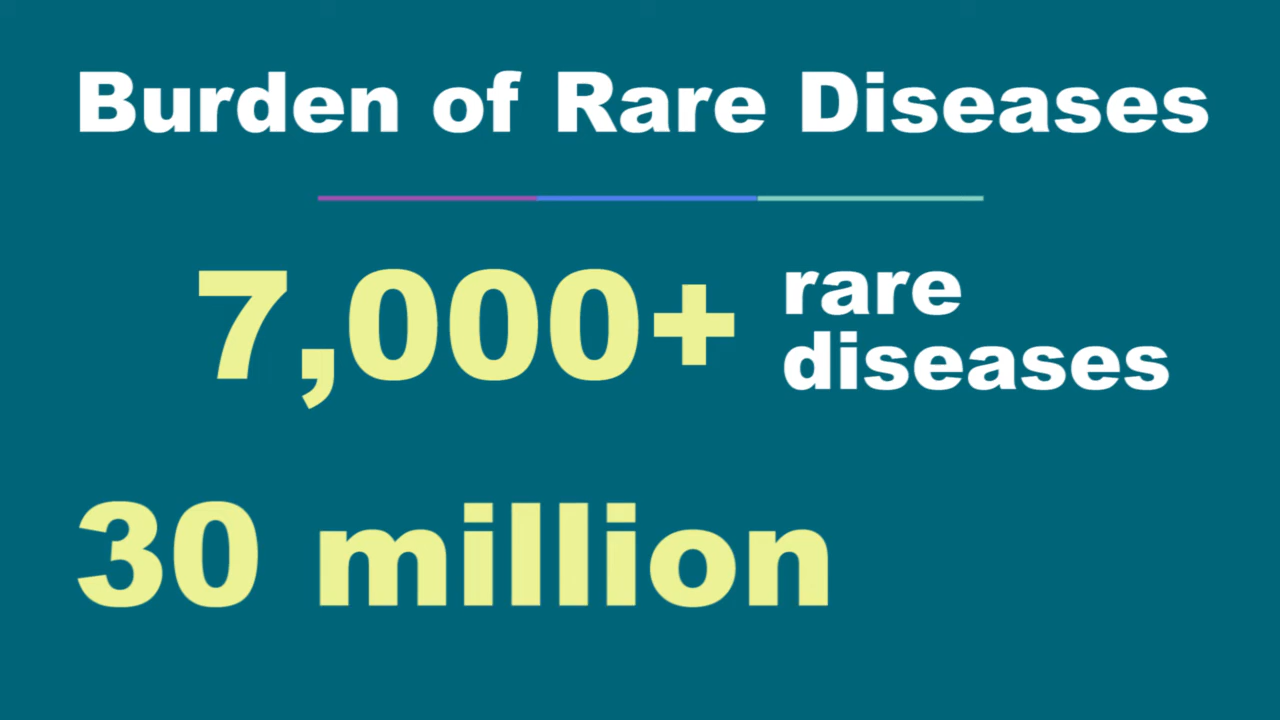 Burden of Rare Diseases
7,000+ rare
diseases
30 million